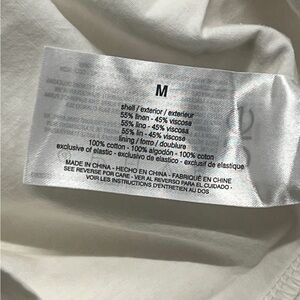 M
shell / exterior / exterieur
55% linen - 45% viscose
55% lino - 45% viscosa
55% lin - 45% viscose
lining / forro / doublure
100% cotton - 100% algodón - 100% coton
exclusive of elastic - exclusivo de elastico - exclusif de élastique
MADE IN CHINA - HECHO EN CHINA - FABRIQUÉ EN CHINE
SEE REVERSE FOR CARE - VER AL REVERSO PARA EL CUIDADO -
VOIR LES INSTRUCTIONS D'ENTRETIEN AU DOS